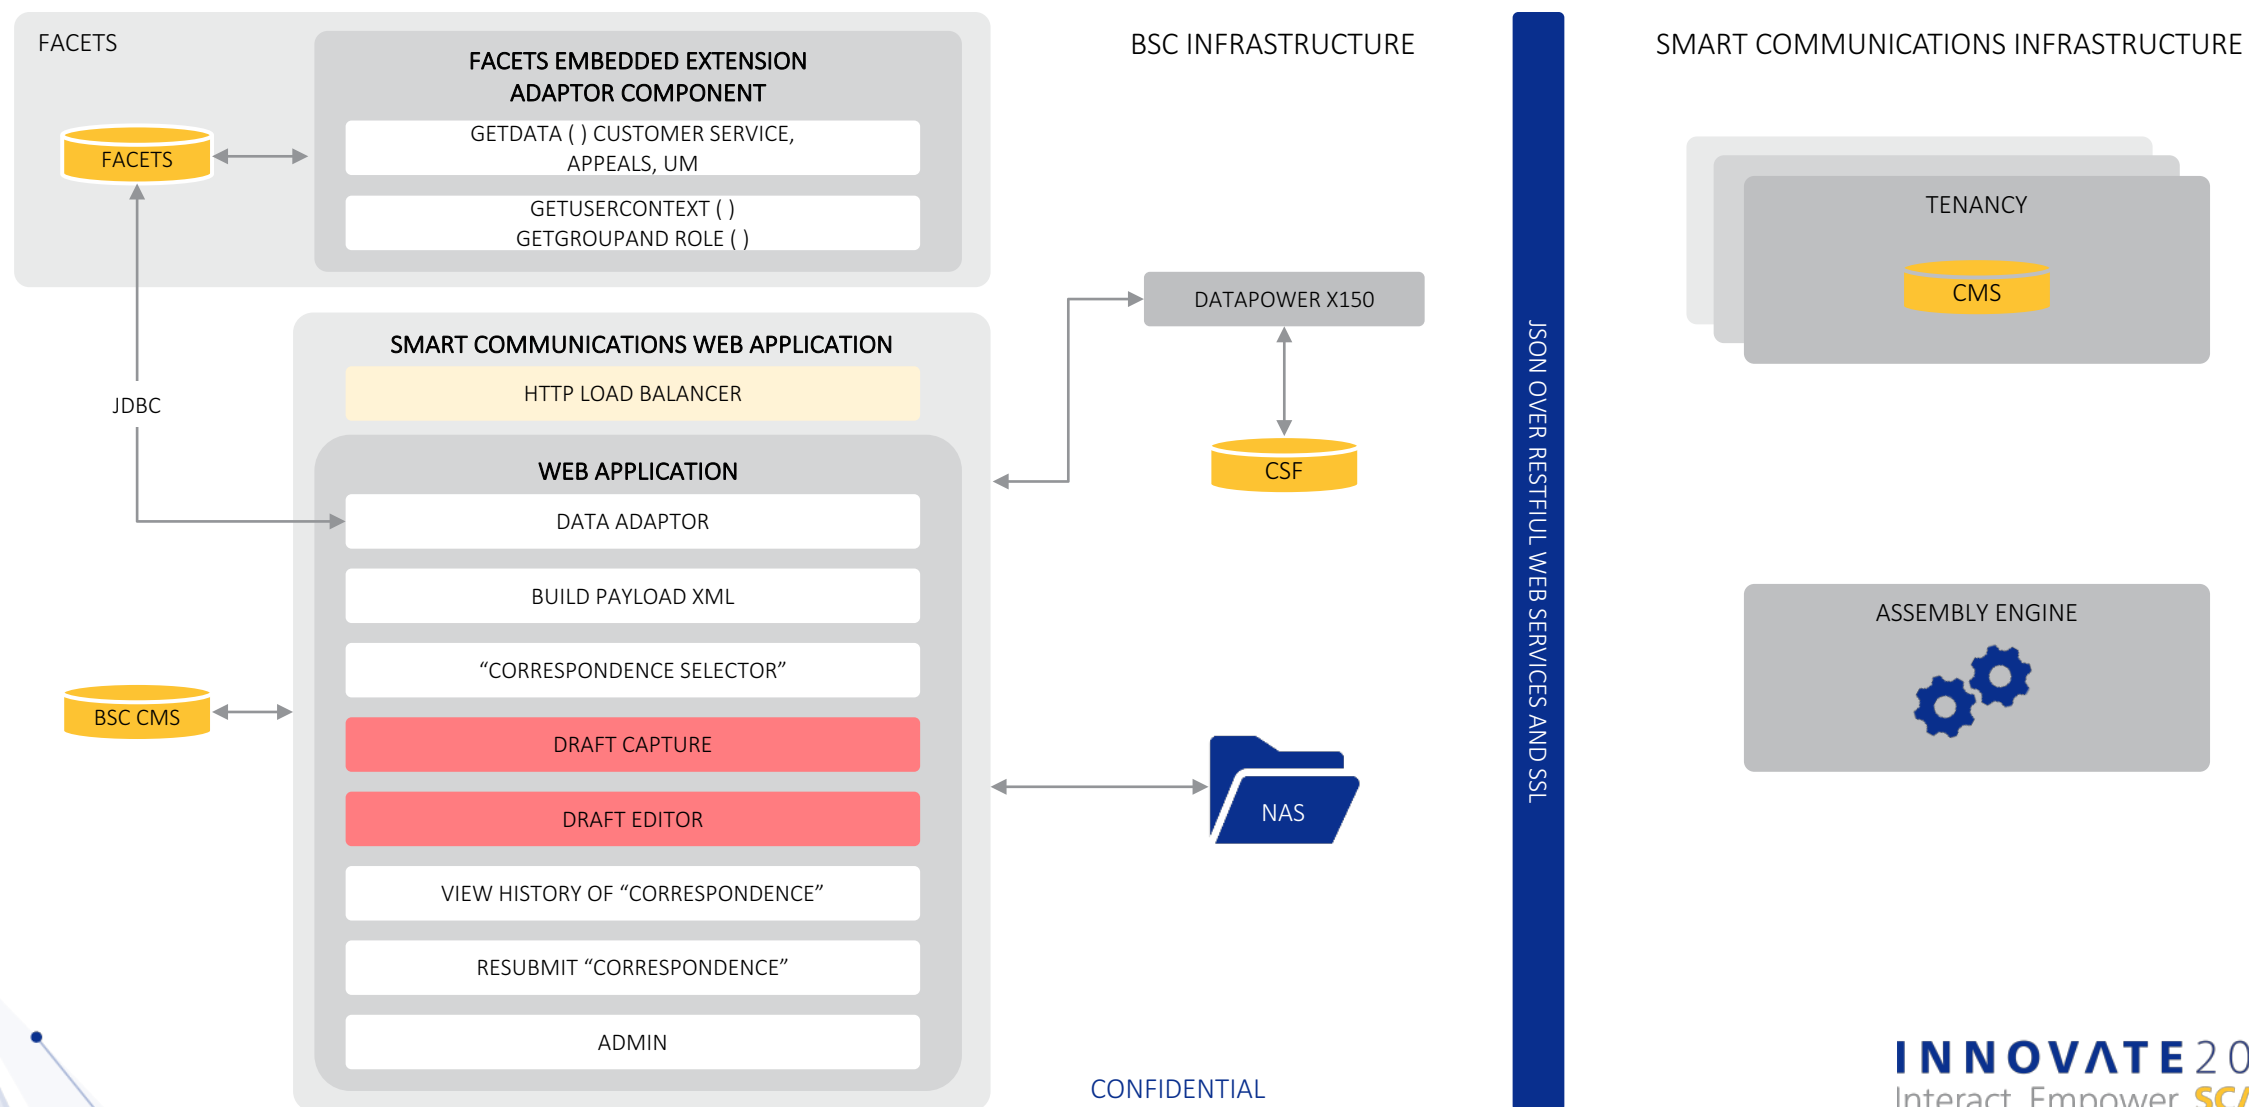 FACETS
FACETS EMBEDDED EXTENSION
ADAPTOR COMPONENT
GETDATA ( ) CUSTOMER SERVICE,
APPEALS, UM
GETUSERCONTEXT ( )
GETGROUPAND ROLE ( )
FACETS
JDBC
BSC CMS
SMART COMMUNICATIONS WEB APPLICATION
HTTP LOAD BALANCER
WEB APPLICATION
DATA ADAPTOR
BUILD PAYLOAD XML
“CORRESPONDENCE SELECTOR”
DRAFT CAPTURE
DRAFT EDITOR
VIEW HISTORY OF “CORRESPONDENCE”
RESUBMIT “CORRESPONDENCE”
ADMIN
BSC INFRASTRUCTURE
DATAPOWER X150
CSF
NAS
CONFIDENTIAL
JSON OVER RESTFIUL WEB SERVICES AND SSL
SMART COMMUNICATIONS INFRASTRUCTURE
TENANCY
CMS
ASSEMBLY ENGINE
INNOVATE 20
Interact. Empower.